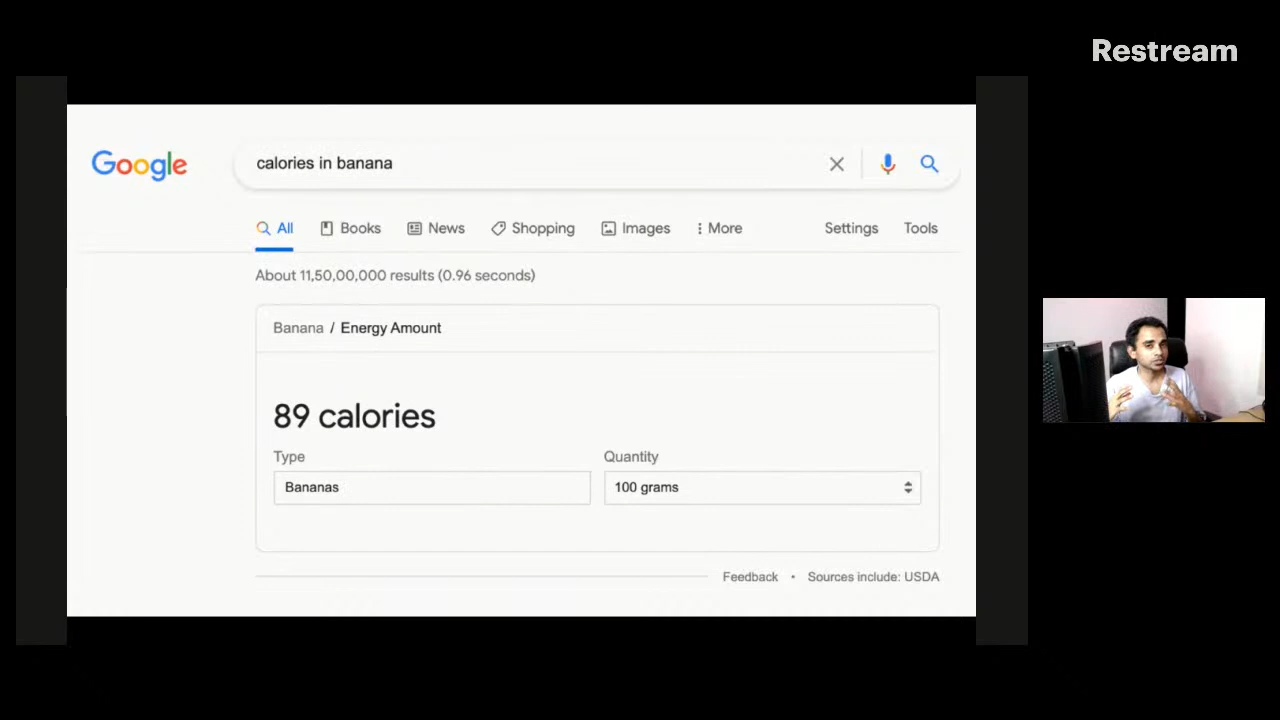 Restream
Google
calories in banana
All Books News Shopping Images More Settings Tools
About 11,50,00,000 results (0.96 seconds)
Banana / Energy Amount
89 calories
Type Quantity
Bananas 100 grams
Feedback • Sources include: USDA